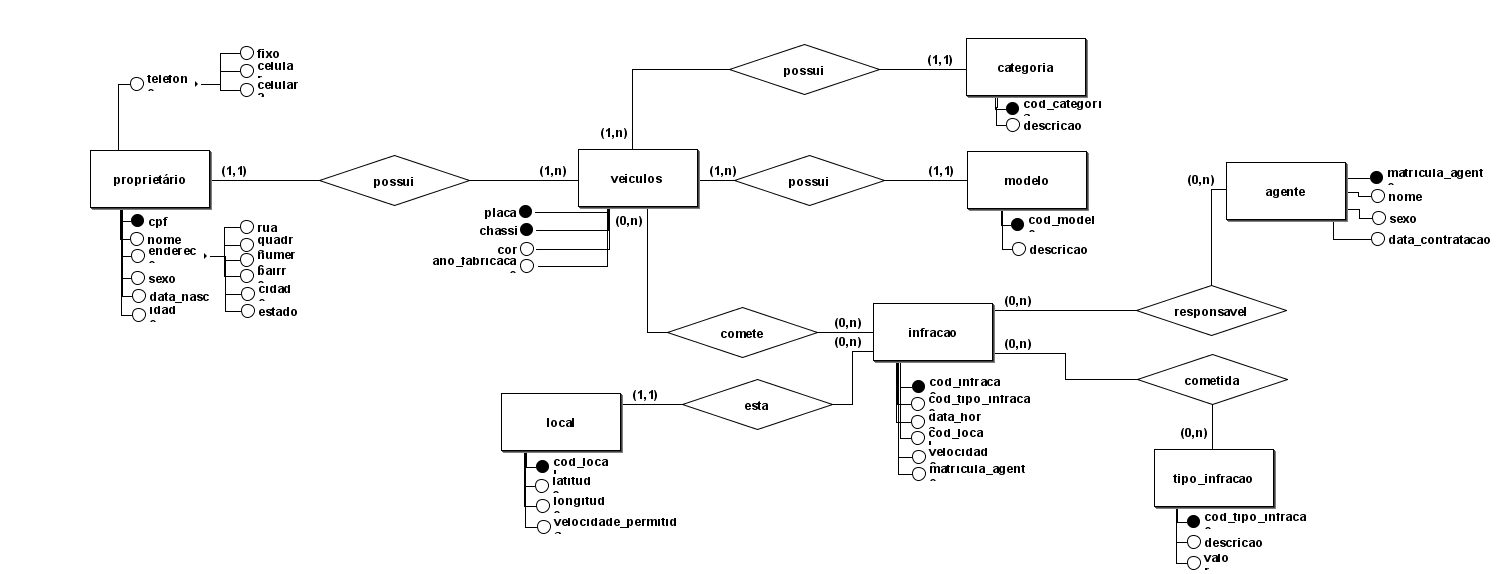 fixo
celula
telefon
celular
proprietário
(1,1)
possui
(1,n)
cpf
nome
enderec
sexo
data_nasc
idad
rua
quadr
numer
bairr
cidad
estado
(1,n)
possui
(1,1)
categoria
cod_categori
descricao
veiculos
placa
chassi
cor
ano_fabricaca
(0,n)
(1,n)
possui
(1,1)
modelo
cod_model
descricao
(0,n)
agente
matricula_agent
nome
sexo
data_contratacao
comete
(0,n)
(0,n)
infracao
(0,n)
responsavel
(0,n)
cometida
(0,n)
cod_infraca
cod_tipo_infraca
data_hor
cod_loca
velocidad
matricula_agent
(1,1)
esta
local
cod_loca
latitud
longitud
velocidade_permitid
tipo_infracao
cod_tipo_infraca
descricao
valo